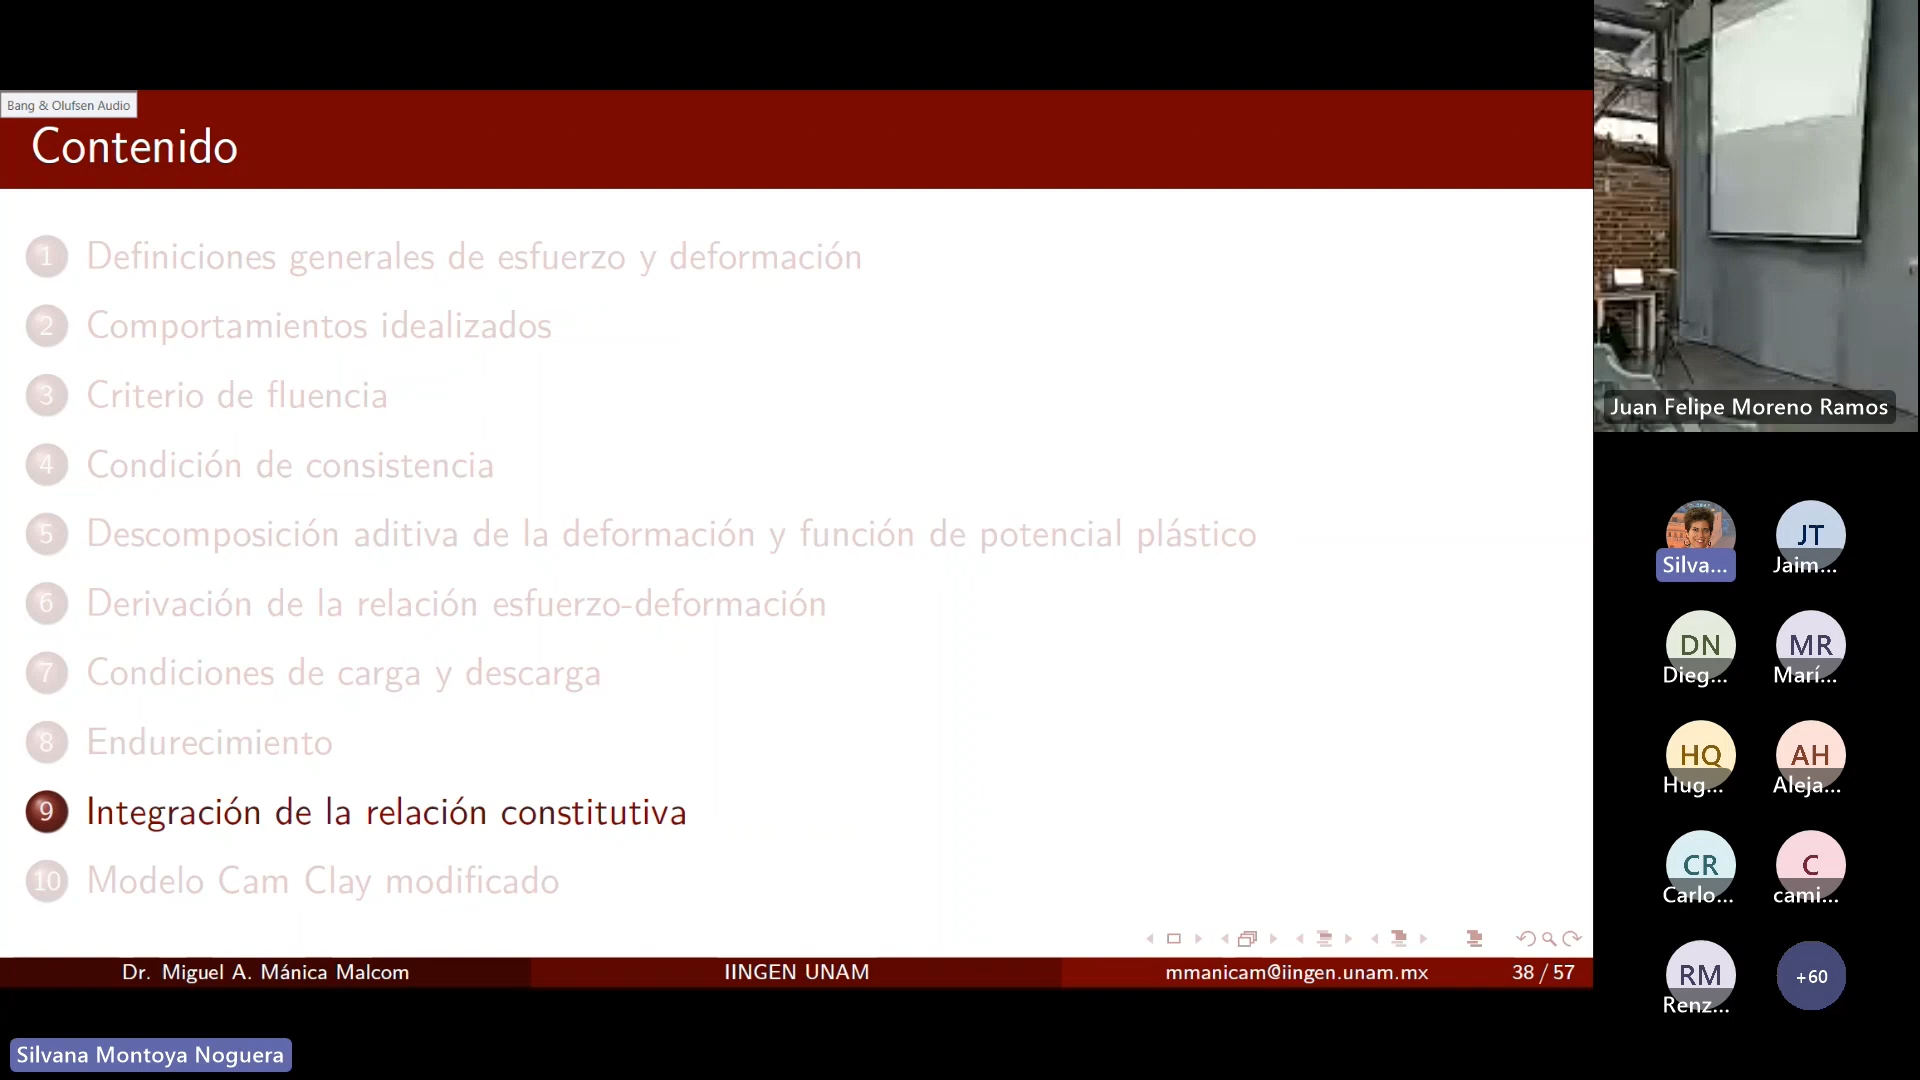 Bang & Olufsen Audio
Contenido
1 Definiciones generales de esfuerzo y deformación
2 Comportamientos idealizados
3 Criterio de fluencia
4 Condición de consistencia
5 Descomposición aditiva de la deformación y función de potencial plástico
6 Derivación de la relación esfuerzo-deformación
7 Condiciones de carga y descarga
8 Endurecimiento
9 Integración de la relación constitutiva
10 Modelo Cam Clay modificado
Dr. Miguel A. Mánica Malcom IINGEN UNAM mmanicam@iingen.unam.mx 38 / 57
Silvana Montoya Noguera
Juan Felipe Moreno Ramos
Silva... JT Jaim...
DN Dieg... MR Marí...
HQ Hug... AH Aleja...
CR Carlo... C cami...
RM Renz... +60